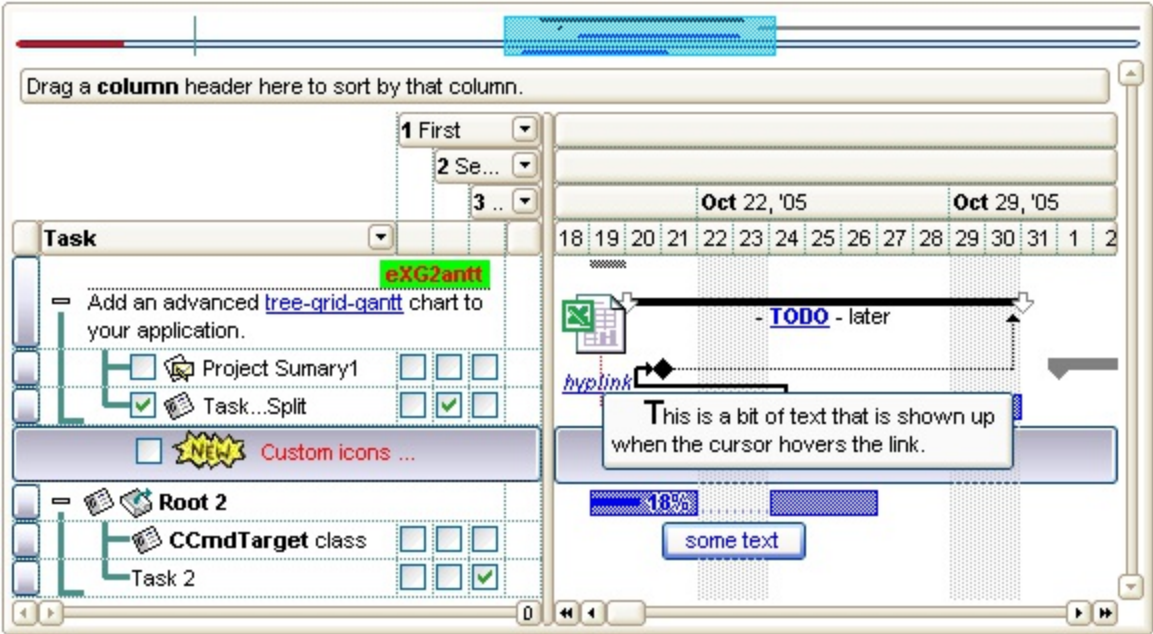 Drag a column header here to sort by that column.
1 First
2 Se...
3 ..
Oct 22, '05 Oct 29, '05
Task
18 19 20 21 22 23 24 25 26 27 28 29 30 31 1 2
eXG2antt
Add an advanced tree-grid-gantt chart to
your application.
- TODO - later
Project Sumary1
hyplink
Task...Split
This is a bit of text that is shown up
when the cursor hovers the link.
NEW Custom icons ...
Root 2
18%
CCmdTarget class
some text
Task 2
0